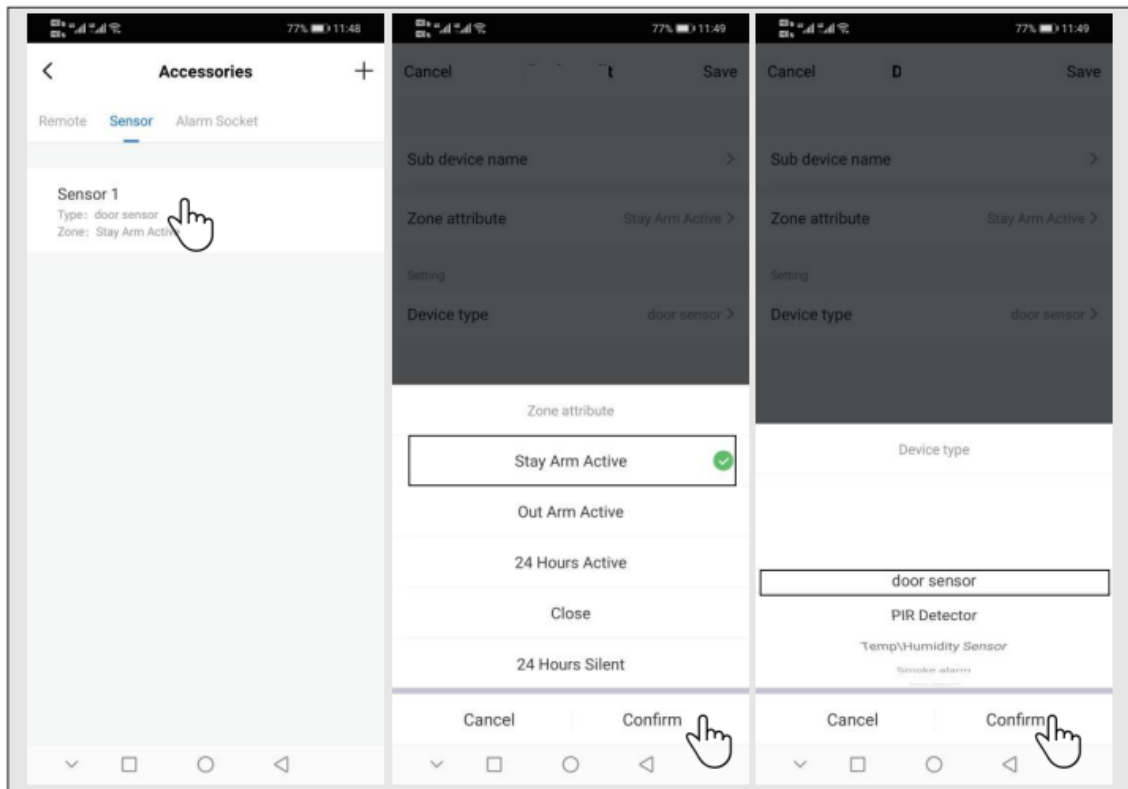 77% 11:48
Accessories +
Remote Sensor Alarm Socket
Sensor 1
Type: door sensor
Zone: Stay Arm Active
77% 11:49
Cancel t Save
Sub device name
Zone attribute Stay Arm Active >
Setting
Device type door sensor >
Zone attribute
Stay Arm Active
Out Arm Active
24 Hours Active
Close
24 Hours Silent
Cancel Confirm
77% 11:49
Cancel D Save
Sub device name
Zone attribute Stay Arm Active >
Setting
Device type door sensor >
Device type
door sensor
PIR Detector
Temp\Humidity Sensor
Smoke alarm
Cancel Confirm